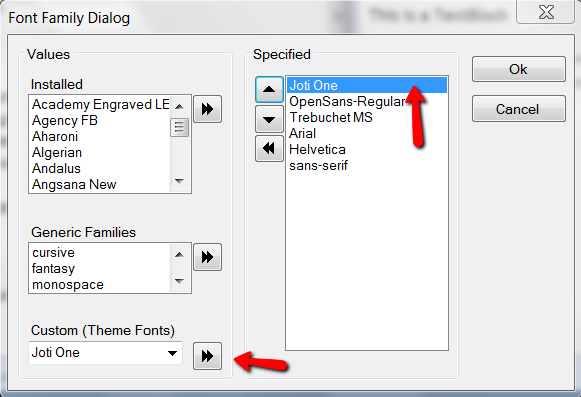 This is a TextBlock
Font Family Dialog
Values
Installed
Academy Engraved LE
Agency FB
Aharoni
Algerian
Andalus
Angsana New
Generic Families
cursive
fantasy
monospace
Custom (Theme Fonts)
Joti One
Specified
Joti One
OpenSans-Regular
Trebuchet MS
Arial
Helvetica
sans-serif
Ok
Cancel